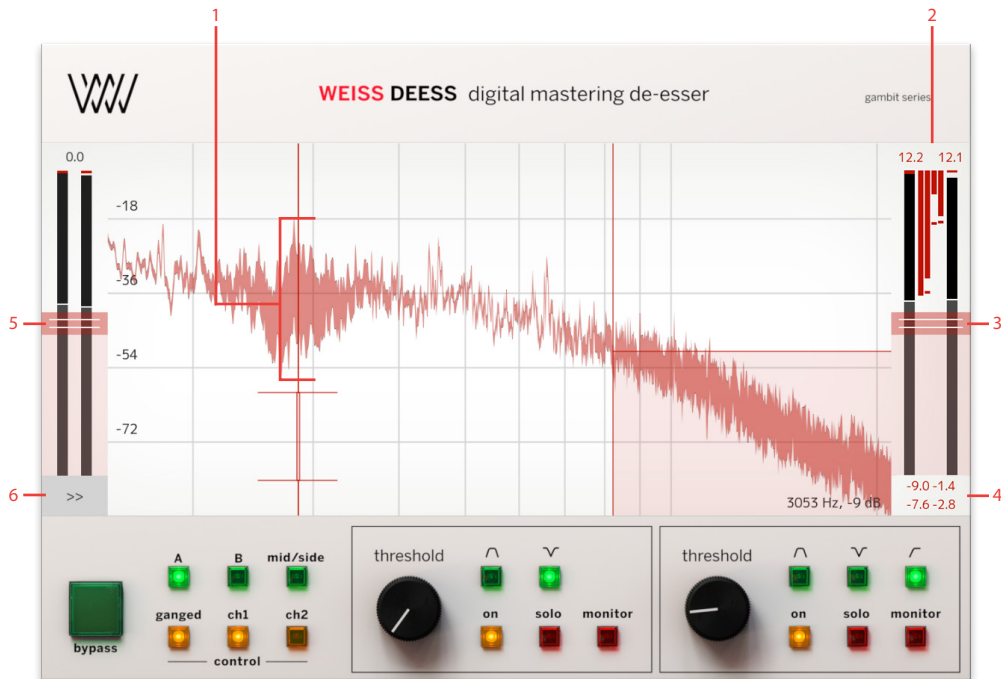 1
2
WEISS DEESS digital mastering de-esser
gambit series
0.0
12.2 12.1
-18
-36
-54
-72
5
3
6
>>
3053 Hz, -9 dB
-9.0 -1.4
-7.6 -2.8
4
A B mid/side
ganged ch1 ch2
control
bypass
threshold
on solo monitor
threshold
on solo monitor